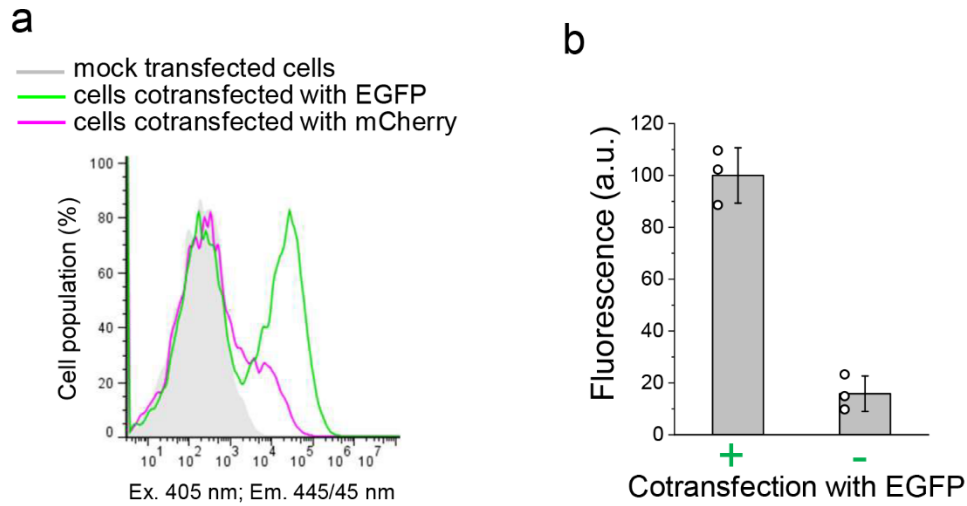 a
mock transfected cells
cells cotransfected with EGFP
cells cotransfected with mCherry
100
80
60
40
20
0
Cell population (%)
10^1 10^2 10^3 10^4 10^5 10^6 10^7
Ex. 405 nm; Em. 445/45 nm
b
120
100
80
60
40
20
0
Fluorescence (a.u.)
+ -
Cotransfection with EGFP